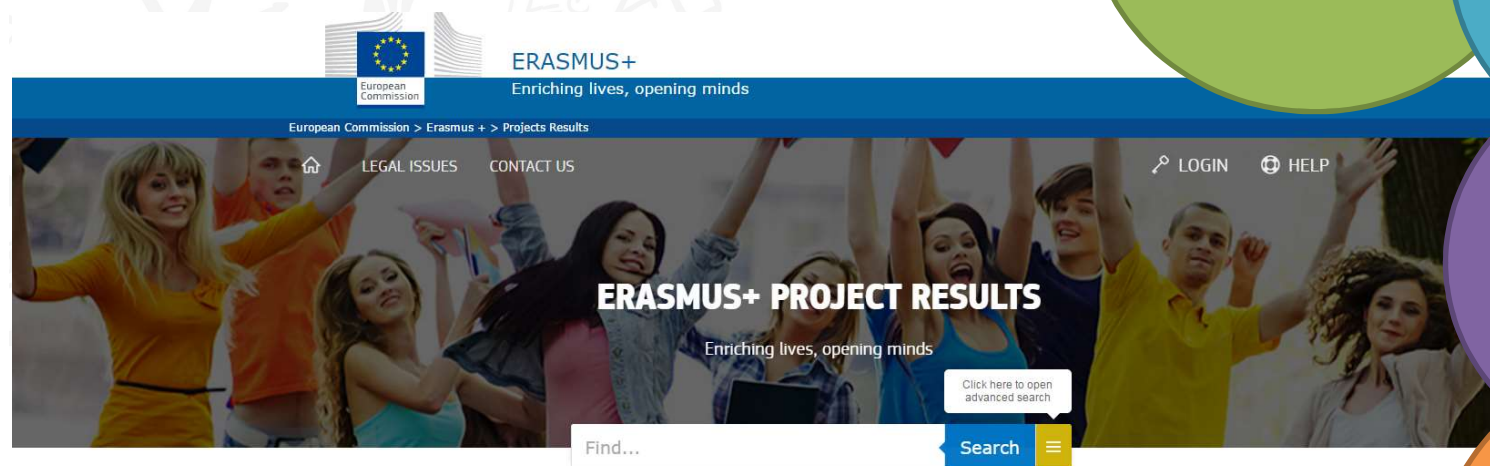 ERASMUS+
European
Commission
Enriching lives, opening minds
European Commission > Erasmus + > Projects Results
LEGAL ISSUES CONTACT US LOGIN HELP
ERASMUS+ PROJECT RESULTS
Enriching lives, opening minds
Click here to open
advanced search
Find... Search